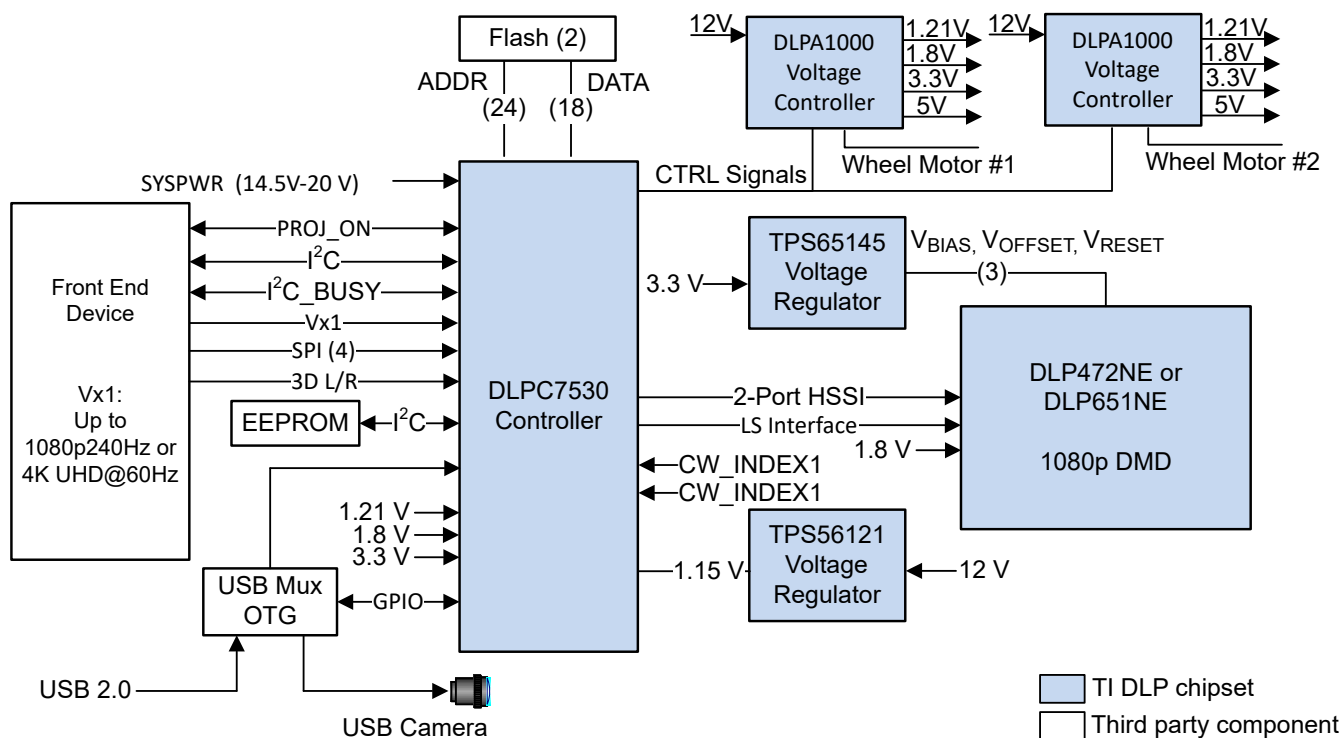 Flash (2)
ADDR
DATA
(24)
(18)
12V
DLPA1000
Voltage
Controller
1.21V
1.8V
3.3V
5V
Wheel Motor #1
12V
DLPA1000
Voltage
Controller
1.21V
1.8V
3.3V
5V
Wheel Motor #2
CTRL Signals
SYSPWR (14.5V-20 V)
PROJ_ON
I2C
I2C_BUSY
Vx1
SPI (4)
3D L/R
Front End
Device
Vx1:
Up to
1080p240Hz or
4K UHD@60Hz
EEPROM
I2C
DLPC7530
Controller
1.21 V
1.8 V
3.3 V
USB Mux
OTG
GPIO
USB 2.0
USB Camera
3.3 V
TPS65145
Voltage
Regulator
VBIAS, VOFFSET, VRESET
(3)
2-Port HSSI
LS Interface
1.8 V
DLP472NE or
DLP651NE
1080p DMD
CW_INDEX1
CW_INDEX1
1.15 V
TPS56121
Voltage
Regulator
12 V
TI DLP chipset
Third party component